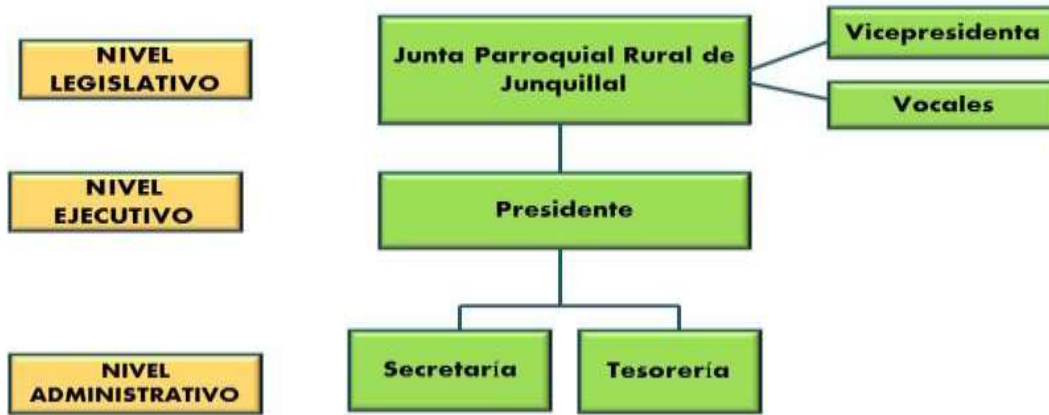 NIVEL
LEGISLATIVO
Junta Parroquial Rural de
Junquillal
Vicepresidenta
Vocales
NIVEL
EJECUTIVO
Presidente
NIVEL
ADMINISTRATIVO
Secretaría
Tesorería